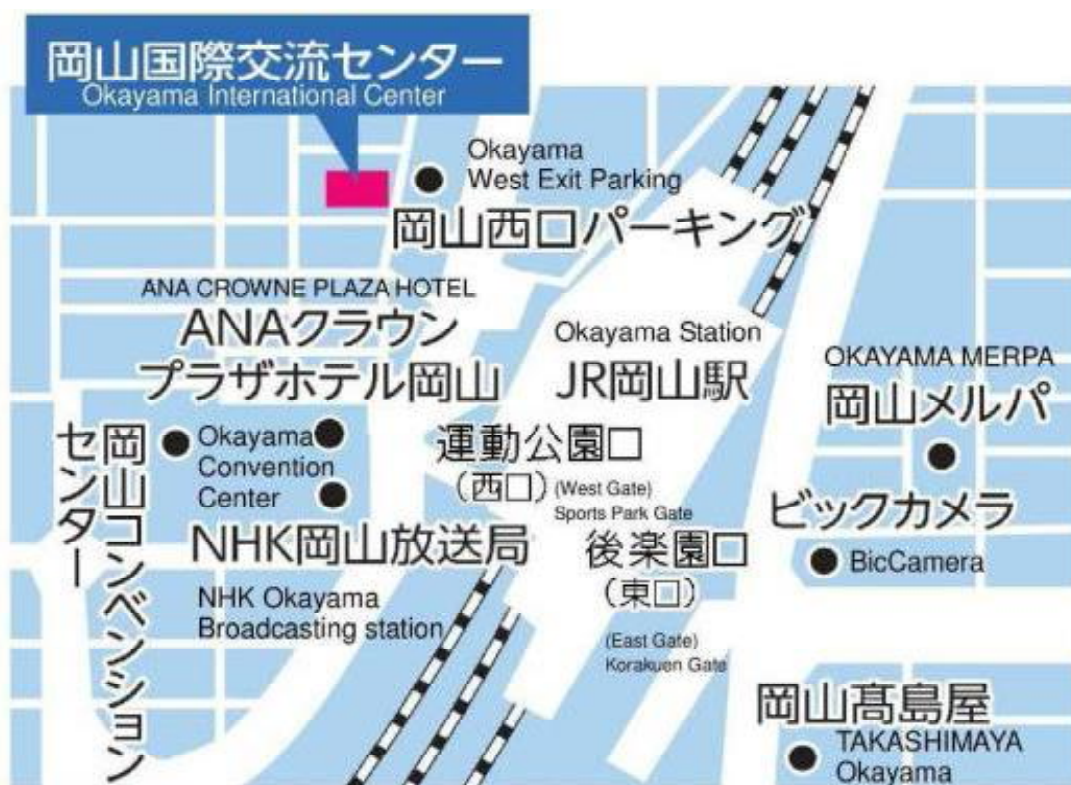 岡山国際交流センター
Okayama International Center
Okayama
West Exit Parking
岡山西口パーキング
ANA CROWNE PLAZA HOTEL
ANAクラウン
プラザホテル岡山
Okayama Station
JR岡山駅
OKAYAMA MERPA
岡山メルパ
運動公園口
(西口)
(West Gate)
Sports Park Gate
岡山コンベンション
センター
Okayama
Convention
Center
ビックカメラ
BicCamera
NHK岡山放送局
NHK Okayama
Broadcasting station
後楽園口
(東口)
(East Gate)
Korakuen Gate
岡山髙島屋
TAKASHIMAYA
Okayama